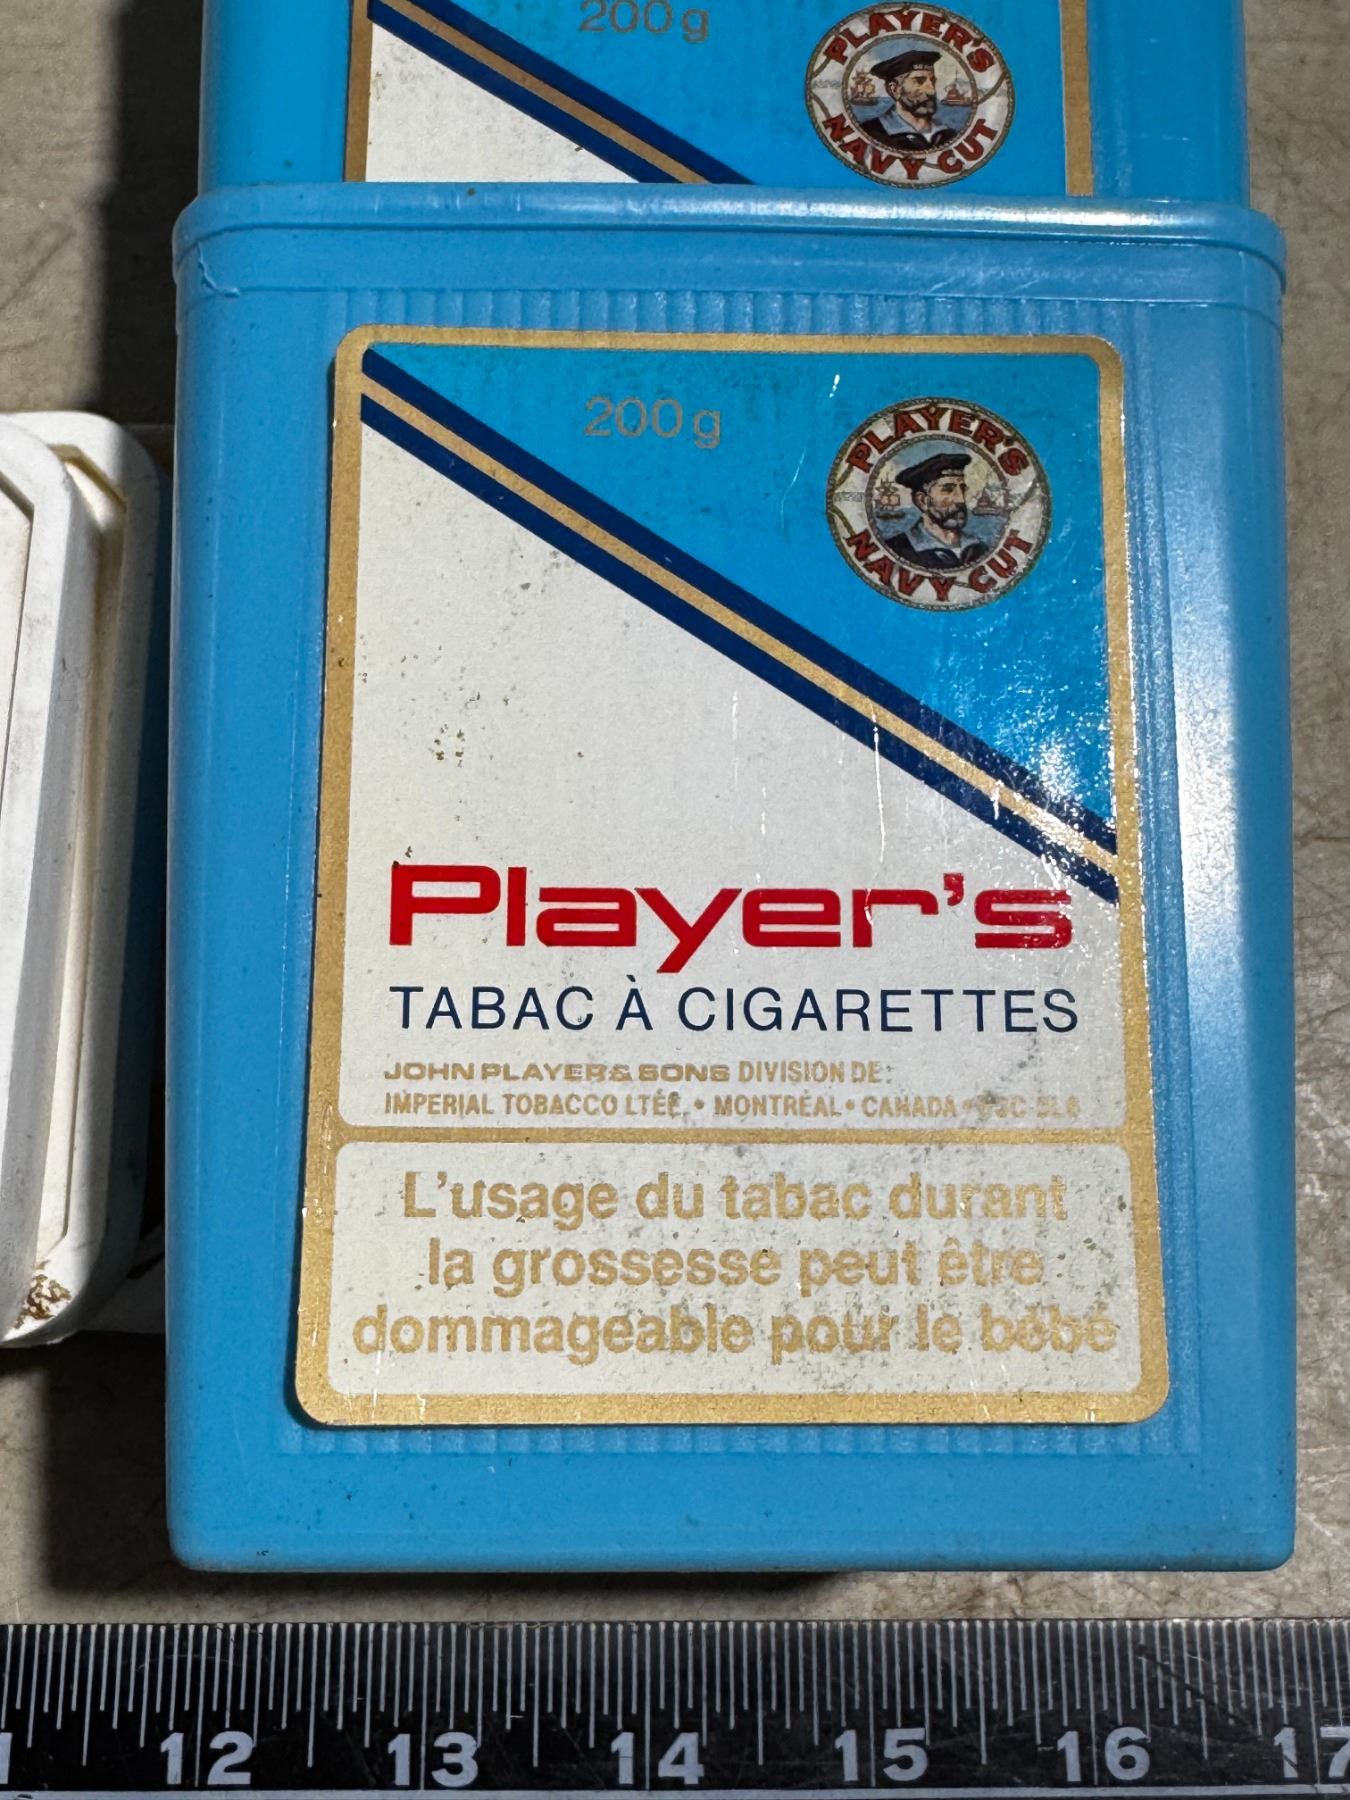 200g
PLAYER'S
NAVY CUT
200g
PLAYER'S
NAVY CUT
Player's
TABAC À CIGARETTES
JOHN PLAYER & SONS DIVISION DE:
IMPERIAL TOBACCO LTÉE. • MONTRÉAL • CANADA •
L'usage du tabac durant
la grossesse peut être
dommageable pour le bébé
12 13 14 15 16 17